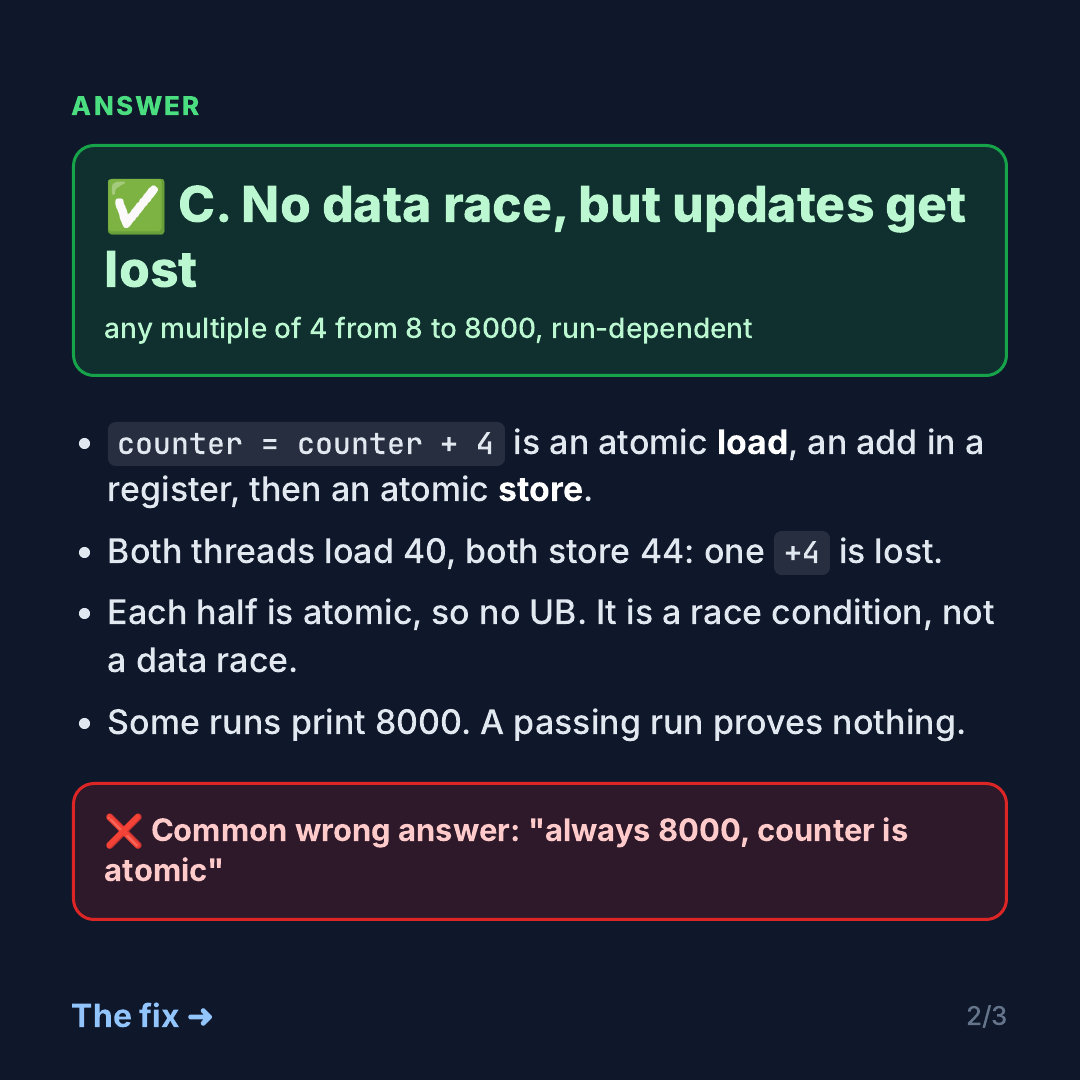 ANSWER
✅ C. No data race, but updates get
lost
any multiple of 4 from 8 to 8000, run-dependent
• counter = counter + 4 is an atomic load, an add in a
register, then an atomic store.
• Both threads load 40, both store 44: one +4 is lost.
• Each half is atomic, so no UB. It is a race condition, not
a data race.
• Some runs print 8000. A passing run proves nothing.
❌ Common wrong answer: "always 8000, counter is
atomic"
The fix ➜
2/3